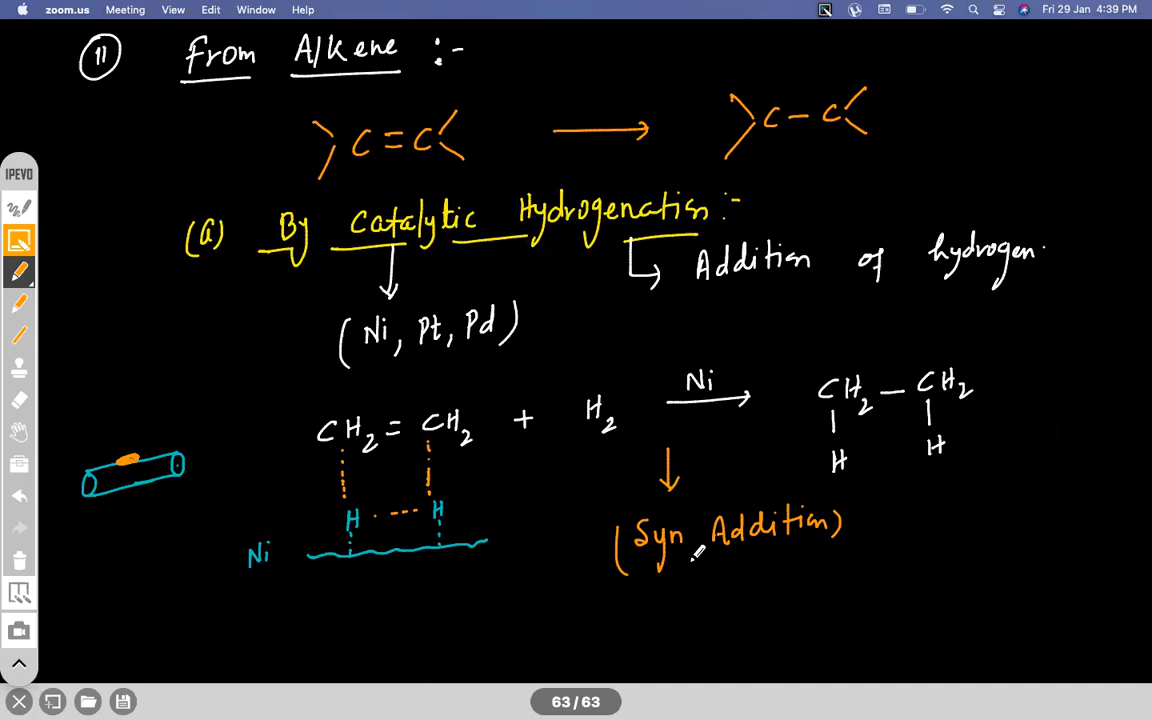 zoom.us Meeting View Edit Window Help Fri 29 Jan 4:39 PM
(11) From Alkene :-
C = C → C - C
(a) By Catalytic Hydrogenation :-
Addition of hydrogen.
(Ni, Pt, Pd)
IPEVO
Ni
CH2 = CH2 + H2 → CH2 - CH2
H H
H H
Ni
(Syn Addition)
63 / 63